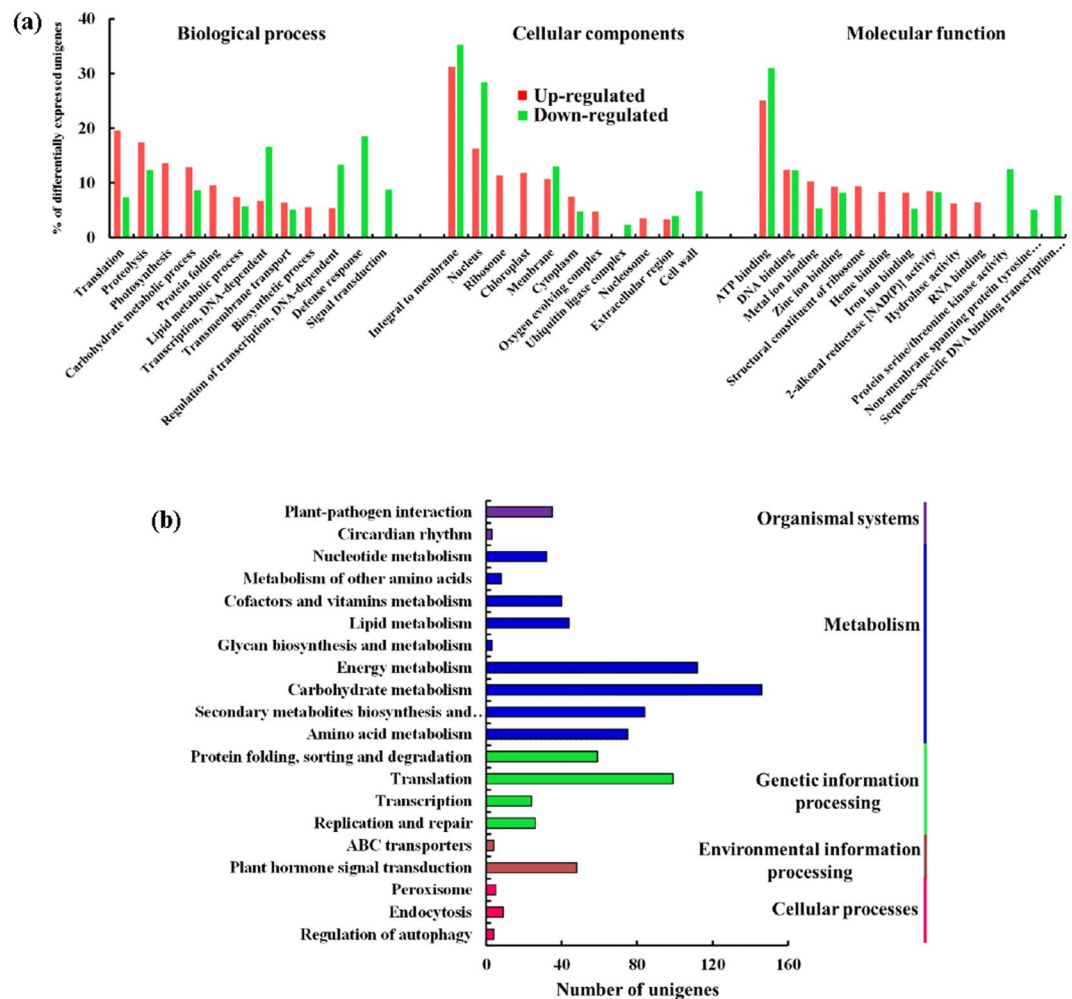 (a)
Biological process
Cellular components
Molecular function
% of differentially expressed unigenes
40
30
20
10
0
Up-regulated
Down-regulated
Translation
Proteolysis
Photosynthesis
Carbohydrate metabolic process
Protein folding
Lipid metabolic process
Transcription, DNA-dependent
Transmembrane transport
Biosynthetic process
Regulation of transcription, DNA-dependent
Defense response
Signal transduction
Integral to membrane
Nucleus
Ribosome
Chloroplast
Membrane
Cytoplasm
Oxygen evolving complex
Ubiquitin ligase complex
Nucleosome
Extracellular region
Cell wall
ATP binding
DNA binding
Metal ion binding
Zinc ion binding
Structural constituent of ribosome
Heme binding
Iron ion binding
2-alkenal reductase [NAD(P)] activity
Hydrolase activity
RNA binding
Protein serine/threonine kinase activity
Non-membrane spanning protein tyrosine...
Sequenc-specific DNA binding transcription...
(b)
Plant-pathogen interaction
Circardian rhythm
Nucleotide metabolism
Metabolism of other amino acids
Cofactors and vitamins metabolism
Lipid metabolism
Glycan biosynthesis and metabolism
Energy metabolism
Carbohydrate metabolism
Secondary metabolites biosynthesis and..
Amino acid metabolism
Protein folding, sorting and degradation
Translation
Transcription
Replication and repair
ABC transporters
Plant hormone signal transduction
Peroxisome
Endocytosis
Regulation of autophagy
Organismal systems
Metabolism
Genetic information
processing
Environmental information
processing
Cellular processes
0
40
80
120
160
Number of unigenes